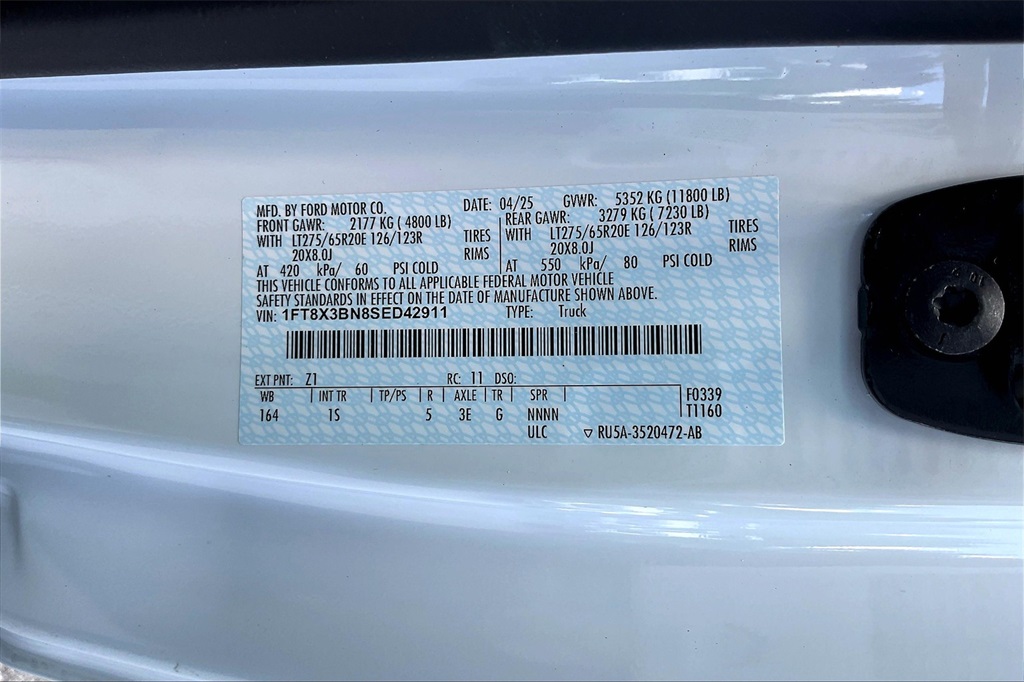 MFD. BY FORD MOTOR CO. DATE: 04/25 GVWR: 5352 KG (11800 LB)
FRONT GAWR: 2177 KG ( 4800 LB) REAR GAWR: 3279 KG ( 7230 LB)
WITH LT275/65R20E 126/123R TIRES WITH LT275/65R20E 126/123R TIRES
20X8.0J RIMS 20X8.0J RIMS
AT 420 kPa/ 60 PSI COLD AT 550 kPa/ 80 PSI COLD
THIS VEHICLE CONFORMS TO ALL APPLICABLE FEDERAL MOTOR VEHICLE
SAFETY STANDARDS IN EFFECT ON THE DATE OF MANUFACTURE SHOWN ABOVE.
VIN: 1FT8X3BN8SED42911 TYPE: Truck
EXT PNT: Z1 RC: 11 DSO:
WB INT TR TP/PS R AXLE TR SPR F0339
164 1S 5 3E G NNNN T1160
ULC ▽ RU5A-3520472-AB